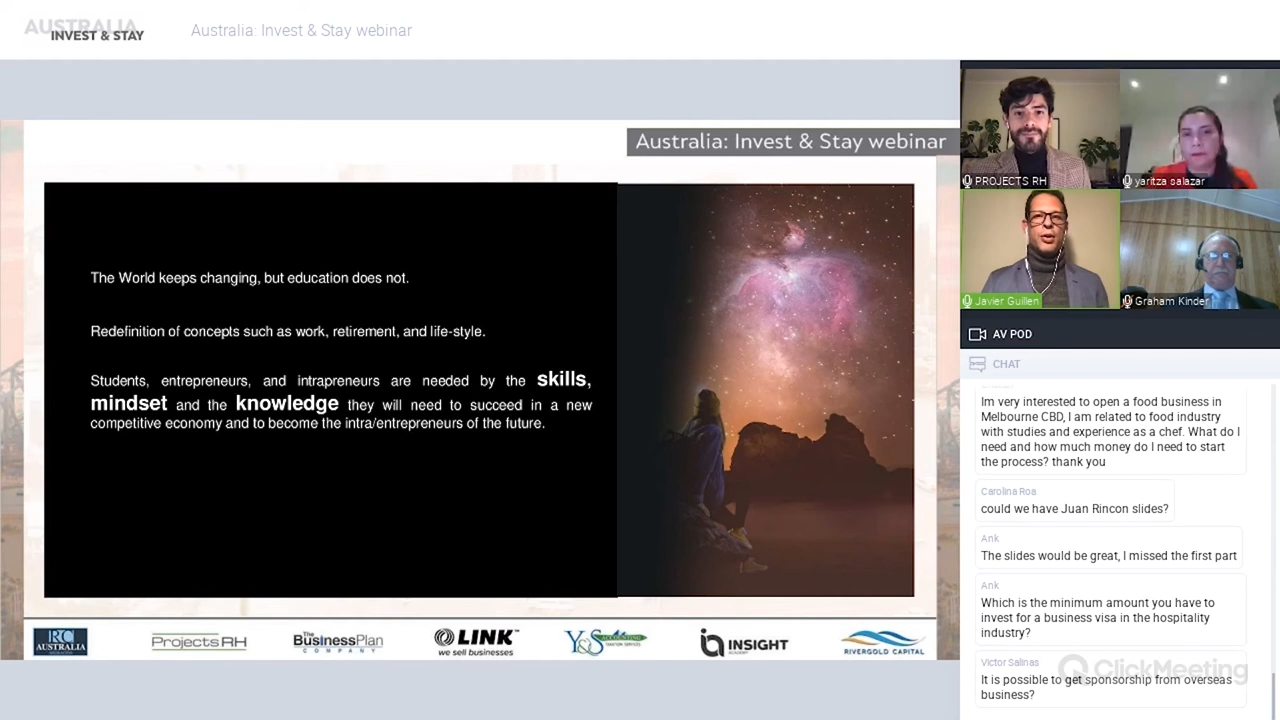 AUSTRALIA
INVEST & STAY
Australia: Invest & Stay webinar
Australia: Invest & Stay webinar
The World keeps changing, but education does not.
Redefinition of concepts such as work, retirement, and life-style.
Students, entrepreneurs, and intrapreneurs are needed by the skills,
mindset and the knowledge they will need to succeed in a new
competitive economy and to become the intra/entrepreneurs of the future.
RC
AUSTRALIA
ProjectsRH
The
BusinessPlan
COMPANY
LINK™
we sell businesses
Y&S ACCOUNTING
TAXATION SERVICES
INSIGHT
ACADEMY
RIVERGOLD CAPITAL
PROJECTS RH
yaritza salazar
Javier Guillen
Graham Kinder
AV POD
CHAT
Im very interested to open a food business in
Melbourne CBD, I am related to food industry
with studies and experience as a chef. What do I
need and how much money do I need to start
the process? thank you
Carolina Roa
could we have Juan Rincon slides?
Ank
The slides would be great, I missed the first part
Ank
Which is the minimum amount you have to
invest for a business visa in the hospitality
industry?
Victor Salinas
It is possible to get sponsorship from overseas
business?
ClickMeeting